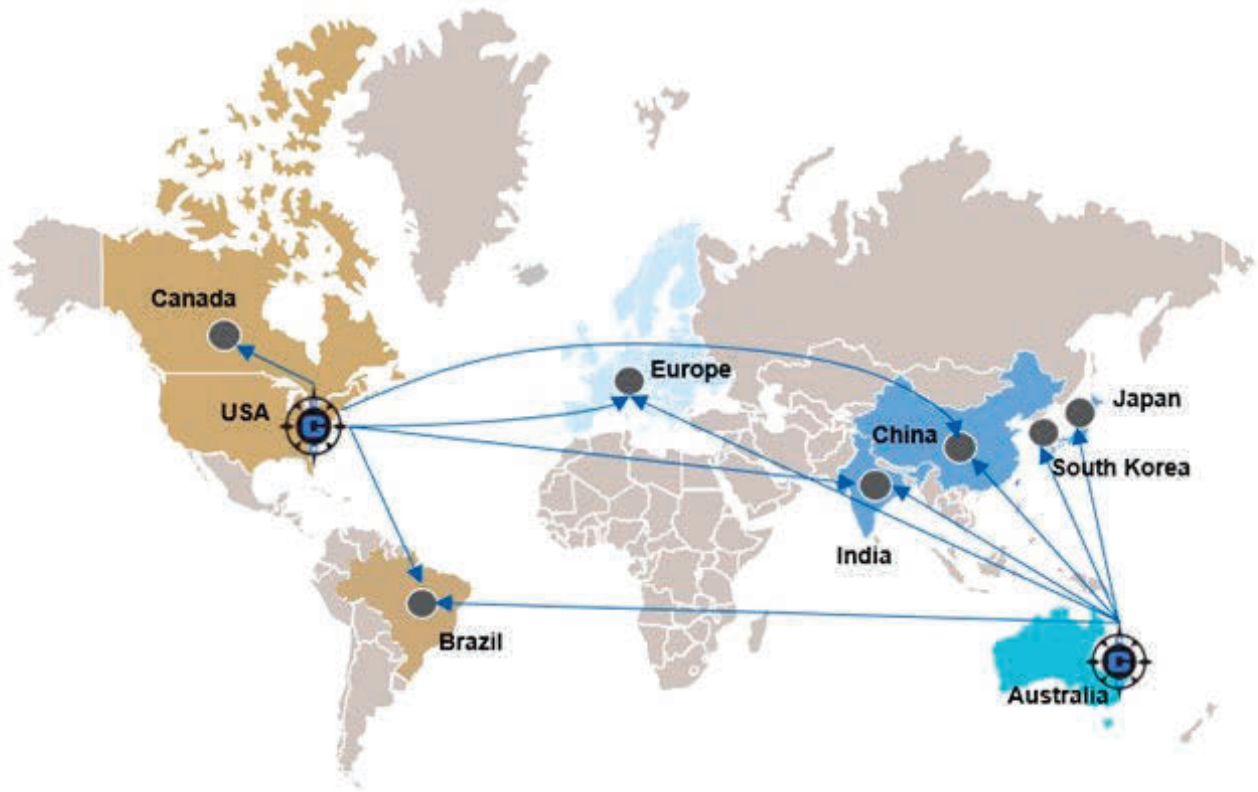 Canada
USA
Europe
Japan
China
South Korea
India
Brazil
Australia
C
C